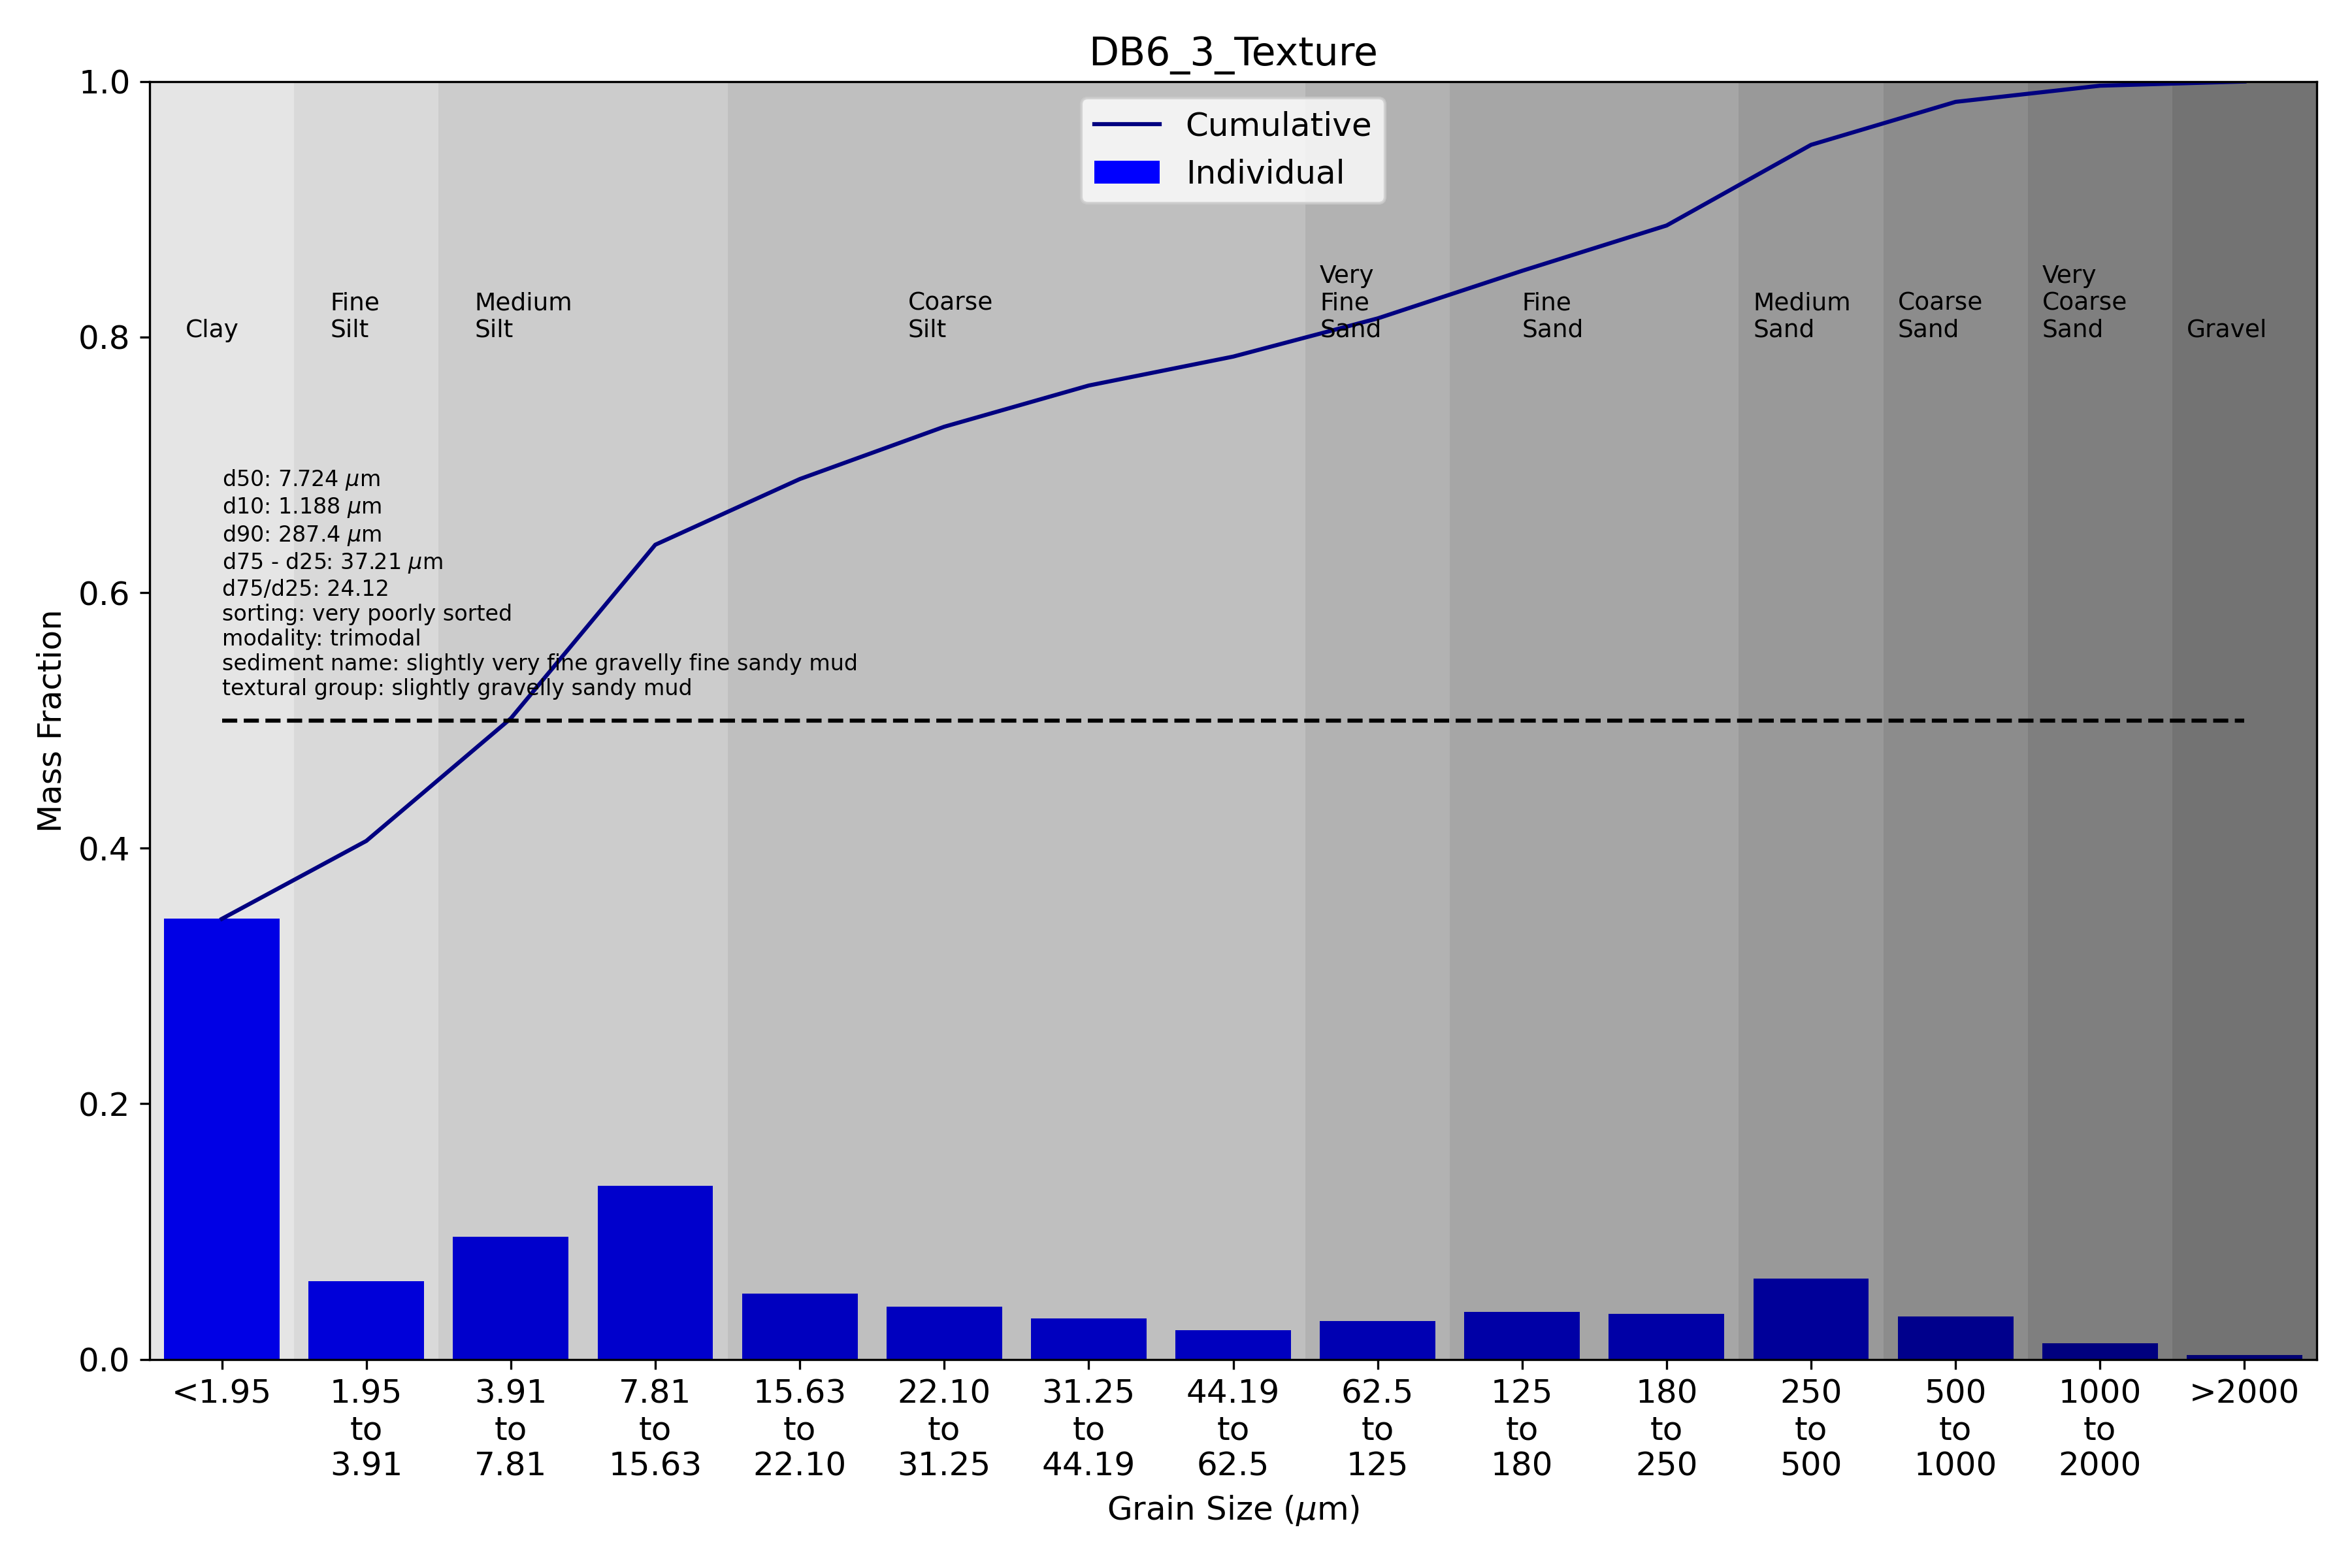 DB6_3_Texture
Cumulative
Individual
Clay
Fine
Silt
Medium
Silt
Coarse
Silt
Very
Fine
Sand
Fine
Sand
Medium
Sand
Coarse
Sand
Very
Coarse
Sand
Gravel
d50: 7.724 μm
d10: 1.188 μm
d90: 287.4 μm
d75 - d25: 37.21 μm
d75/d25: 24.12
sorting: very poorly sorted
modality: trimodal
sediment name: slightly very fine gravelly fine sandy mud
textural group: slightly gravelly sandy mud
Mass Fraction
1.0
0.8
0.6
0.4
0.2
0.0
<1.95
1.95
to
3.91
3.91
to
7.81
7.81
to
15.63
15.63
to
22.10
22.10
to
31.25
31.25
to
44.19
44.19
to
62.5
62.5
to
125
125
to
180
180
to
250
250
to
500
500
to
1000
1000
to
2000
>2000
Grain Size (μm)